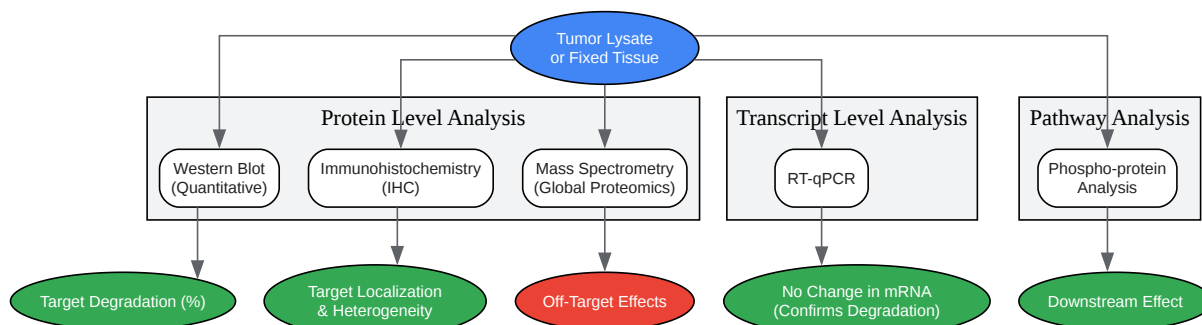 Tumor Lysate
or Fixed Tissue
Protein Level Analysis
Transcript Level Analysis
Pathway Analysis
Western Blot
(Quantitative)
Immunohistochemistry
(IHC)
Mass Spectrometry
(Global Proteomics)
RT-qPCR
Phospho-protein
Analysis
Target Degradation (%)
Target Localization
& Heterogeneity
Off-Target Effects
No Change in mRNA
(Confirms Degradation)
Downstream Effect